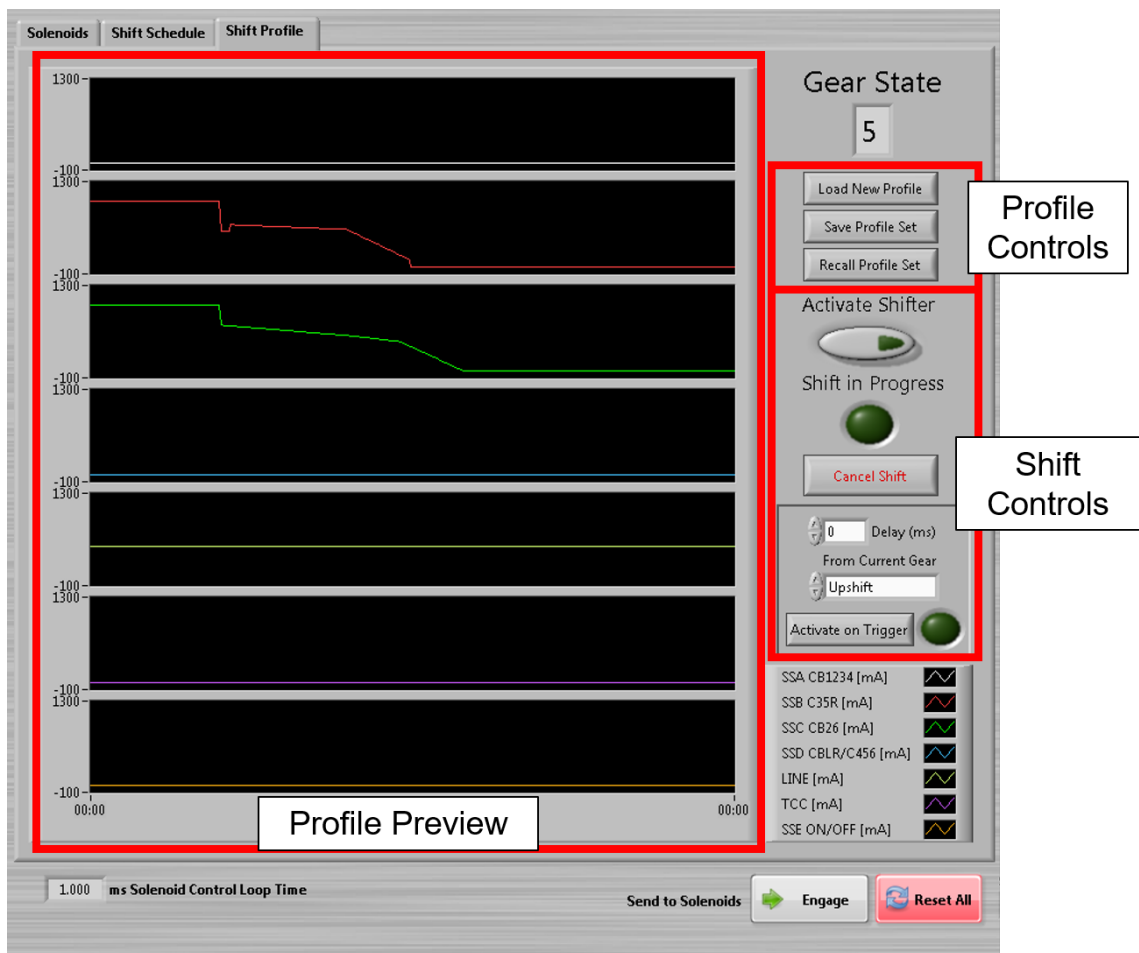 Solenoids
Shift Schedule
Shift Profile
1300
-100
1300
-100
1300
-100
1300
-100
1300
-100
1300
-100
1300
-100
00:00
00:00
Profile Preview
Gear State
5
Load New Profile
Save Profile Set
Recall Profile Set
Profile
Controls
Activate Shifter
Shift in Progress
Cancel Shift
Shift
Controls
0 Delay (ms)
From Current Gear
Upshift
Activate on Trigger
SSA CB1234 [mA]
SSB C35R [mA]
SSC CB26 [mA]
SSD CBLR/C456 [mA]
LINE [mA]
TCC [mA]
SSE ON/OFF [mA]
1.000 ms Solenoid Control Loop Time
Send to Solenoids
Engage
Reset All